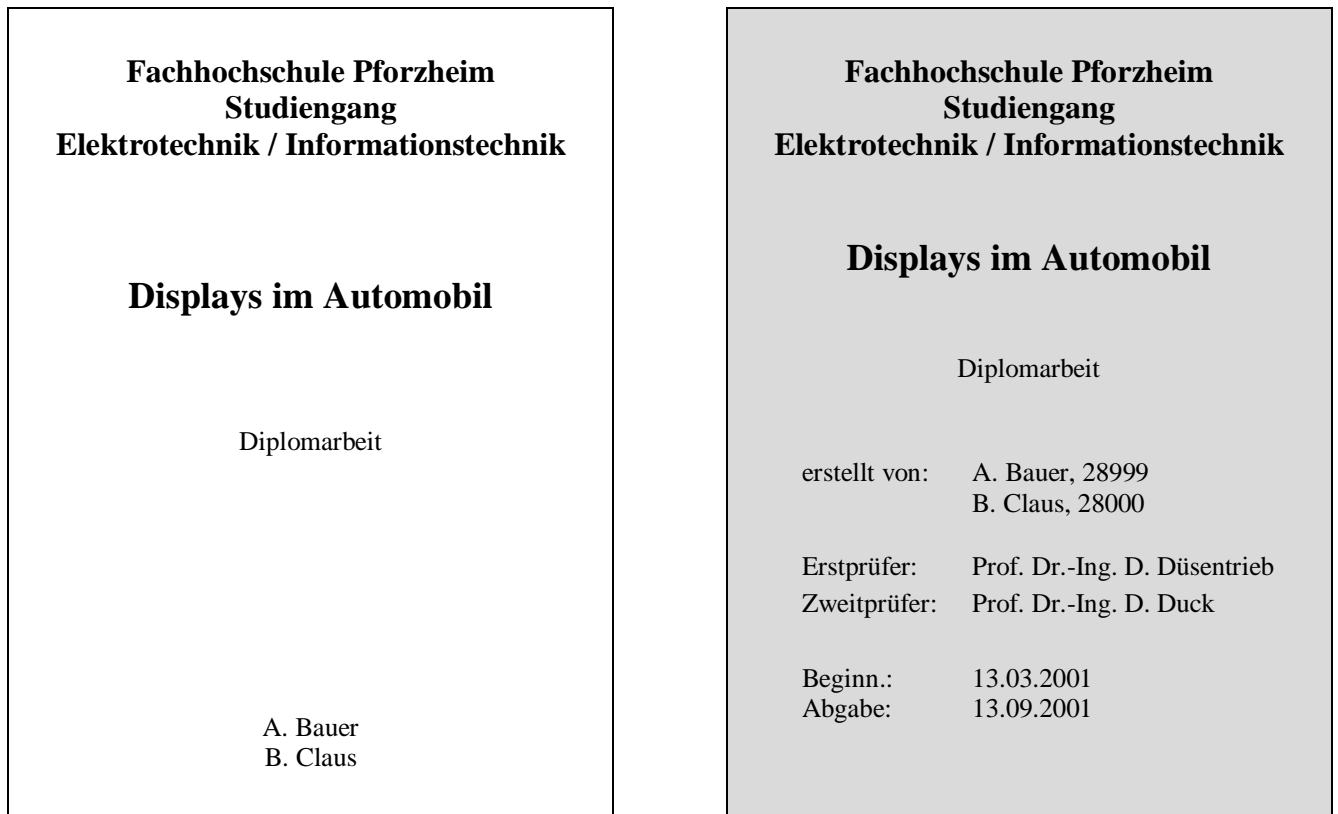 Fachhochschule Pforzheim
Studiengang
Elektrotechnik / Informationstechnik
Displays im Automobil
Diplomarbeit
A. Bauer
B. Claus
Fachhochschule Pforzheim
Studiengang
Elektrotechnik / Informationstechnik
Displays im Automobil
Diplomarbeit
erstellt von: A. Bauer, 28999
B. Claus, 28000
Erstprüfer: Prof. Dr.-Ing. D. Düsentrieb
Zweitprüfer: Prof. Dr.-Ing. D. Duck
Beginn.: 13.03.2001
Abgabe: 13.09.2001